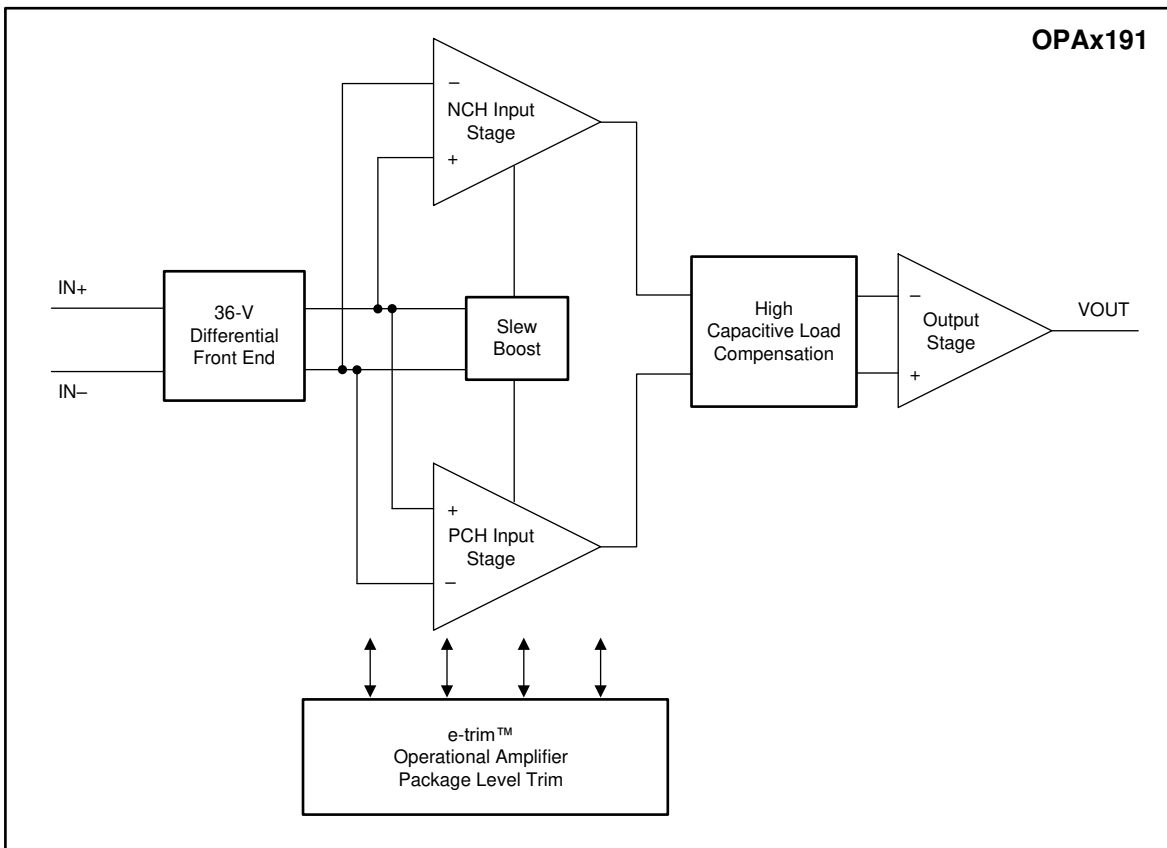 OPAx191
−
NCH Input
Stage
+
IN+
36-V
Differential
Front End
IN−
Slew
Boost
High
Capacitive Load
Compensation
−
Output
Stage
+
VOUT
+
PCH Input
Stage
−
e-trim™
Operational Amplifier
Package Level Trim